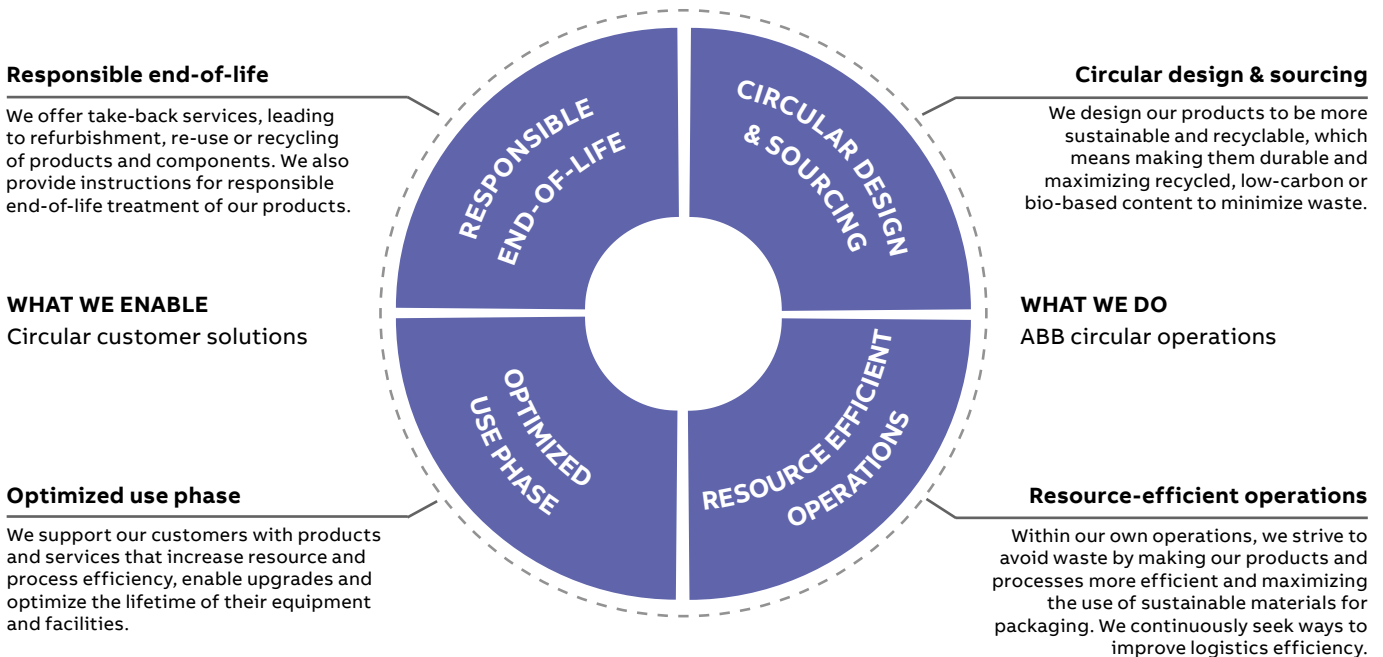 Responsible end-of-life
We offer take-back services, leading
to refurbishment, re-use or recycling
of products and components. We also
provide instructions for responsible
end-of-life treatment of our products.
WHAT WE ENABLE
Circular customer solutions
Optimized use phase
We support our customers with products
and services that increase resource and
process efficiency, enable upgrades and
optimize the lifetime of their equipment
and facilities.
RESPONSIBLE
END-OF-LIFE
CIRCULAR DESIGN
& SOURCING
OPTIMIZED
USE PHASE
RESOURCE EFFICIENT
OPERATIONS
Circular design & sourcing
We design our products to be more
sustainable and recyclable, which
means making them durable and
maximizing recycled, low-carbon or
bio-based content to minimize waste.
WHAT WE DO
ABB circular operations
Resource-efficient operations
Within our own operations, we strive to
avoid waste by making our products and
processes more efficient and maximizing
the use of sustainable materials for
packaging. We continuously seek ways to
improve logistics efficiency.